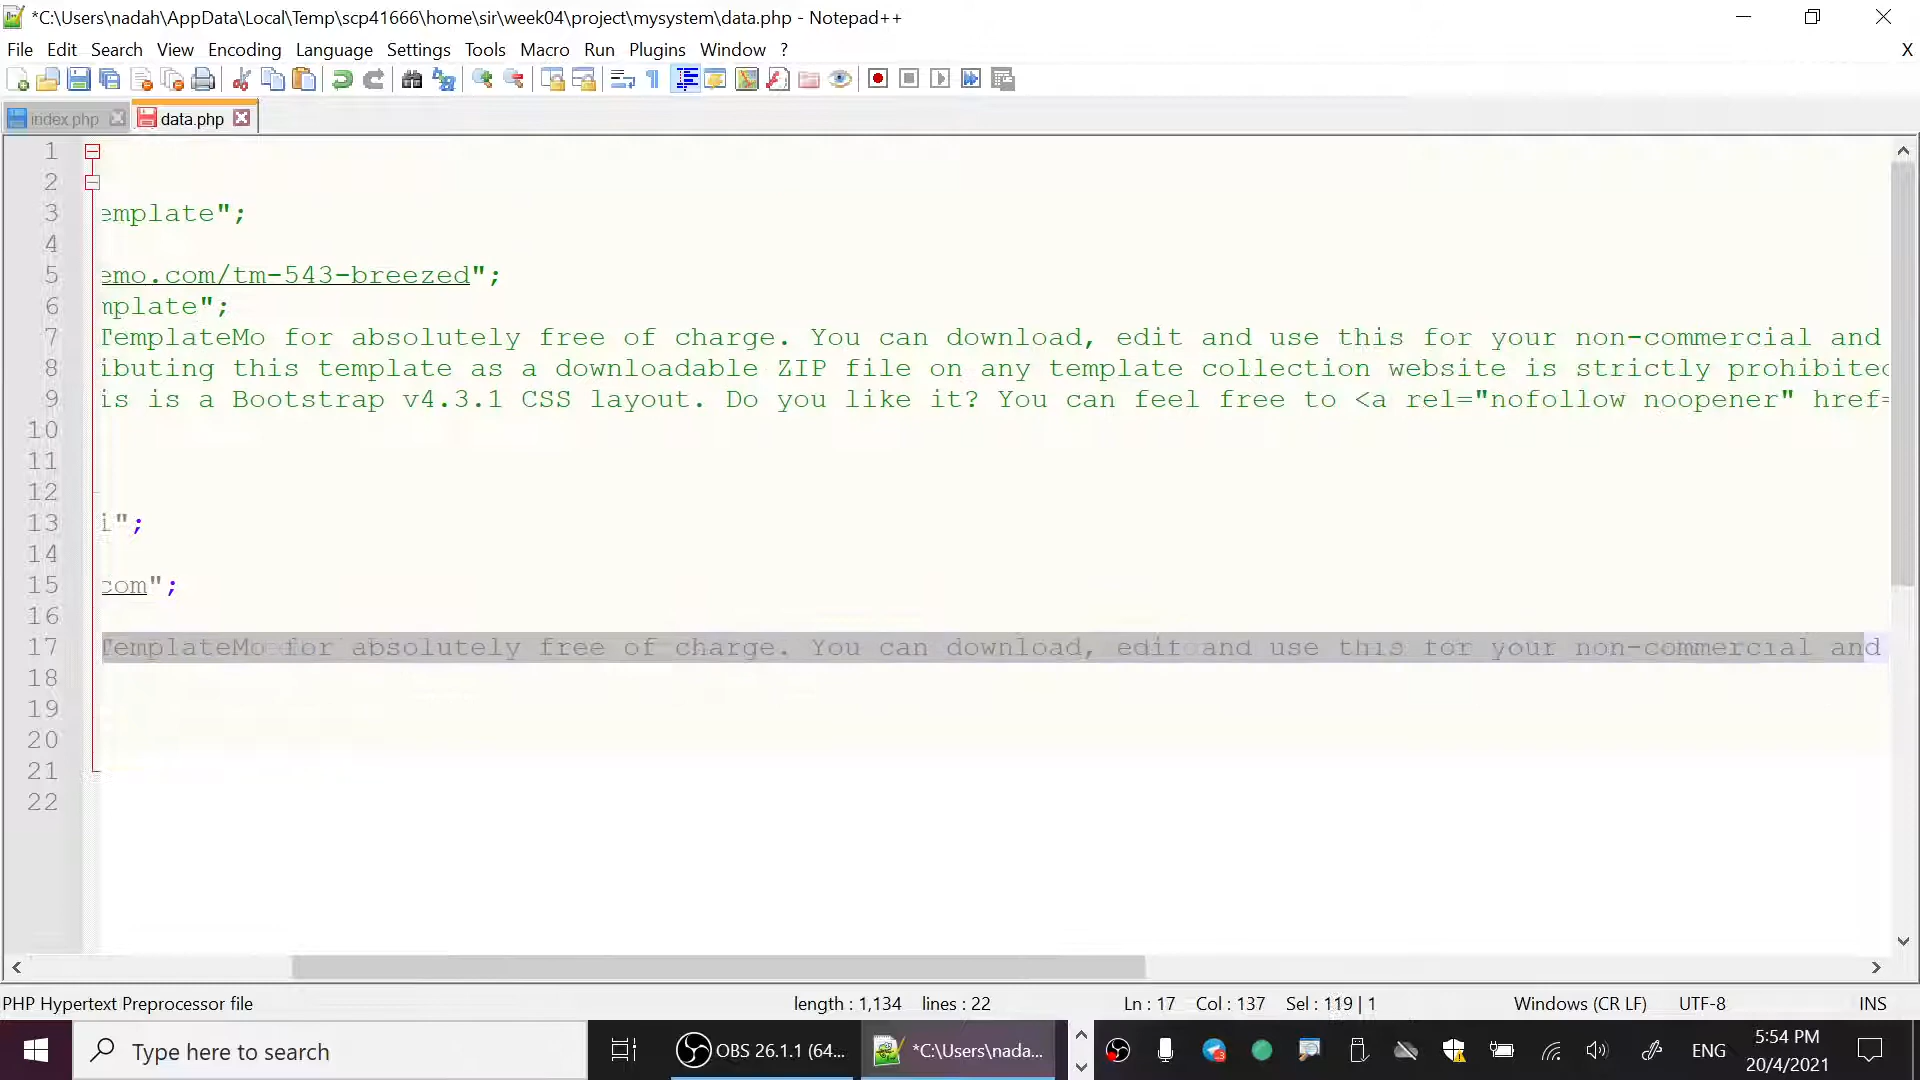 *C:\Users\nadah\AppData\Local\Temp\scp41666\home\sir\week04\project\mysystem\data.php - Notepad++
File Edit Search View Encoding Language Settings Tools Macro Run Plugins Window ? X
index.php data.php
1
2
3 emplate";
4
5 emo.com/tm-543-breezed";
6 mplate";
7 TemplateMo for absolutely free of charge. You can download, edit and use this for your non-commercial and
8 ibuting this template as a downloadable ZIP file on any template collection website is strictly prohibited
9 is is a Bootstrap v4.3.1 CSS layout. Do you like it? You can feel free to <a rel="nofollow noopener" href=
10
11
12
13 i";
14
15 com";
16
17 TemplateMo for absolutely free of charge. You can download, edit and use this for your non-commercial and
18
19
20
21
22
PHP Hypertext Preprocessor file length : 1,134 lines : 22 Ln : 17 Col : 137 Sel : 119 | 1 Windows (CR LF) UTF-8 INS
Type here to search OBS 26.1.1 (64... *C:\Users\nada... ENG 5:54 PM
20/4/2021